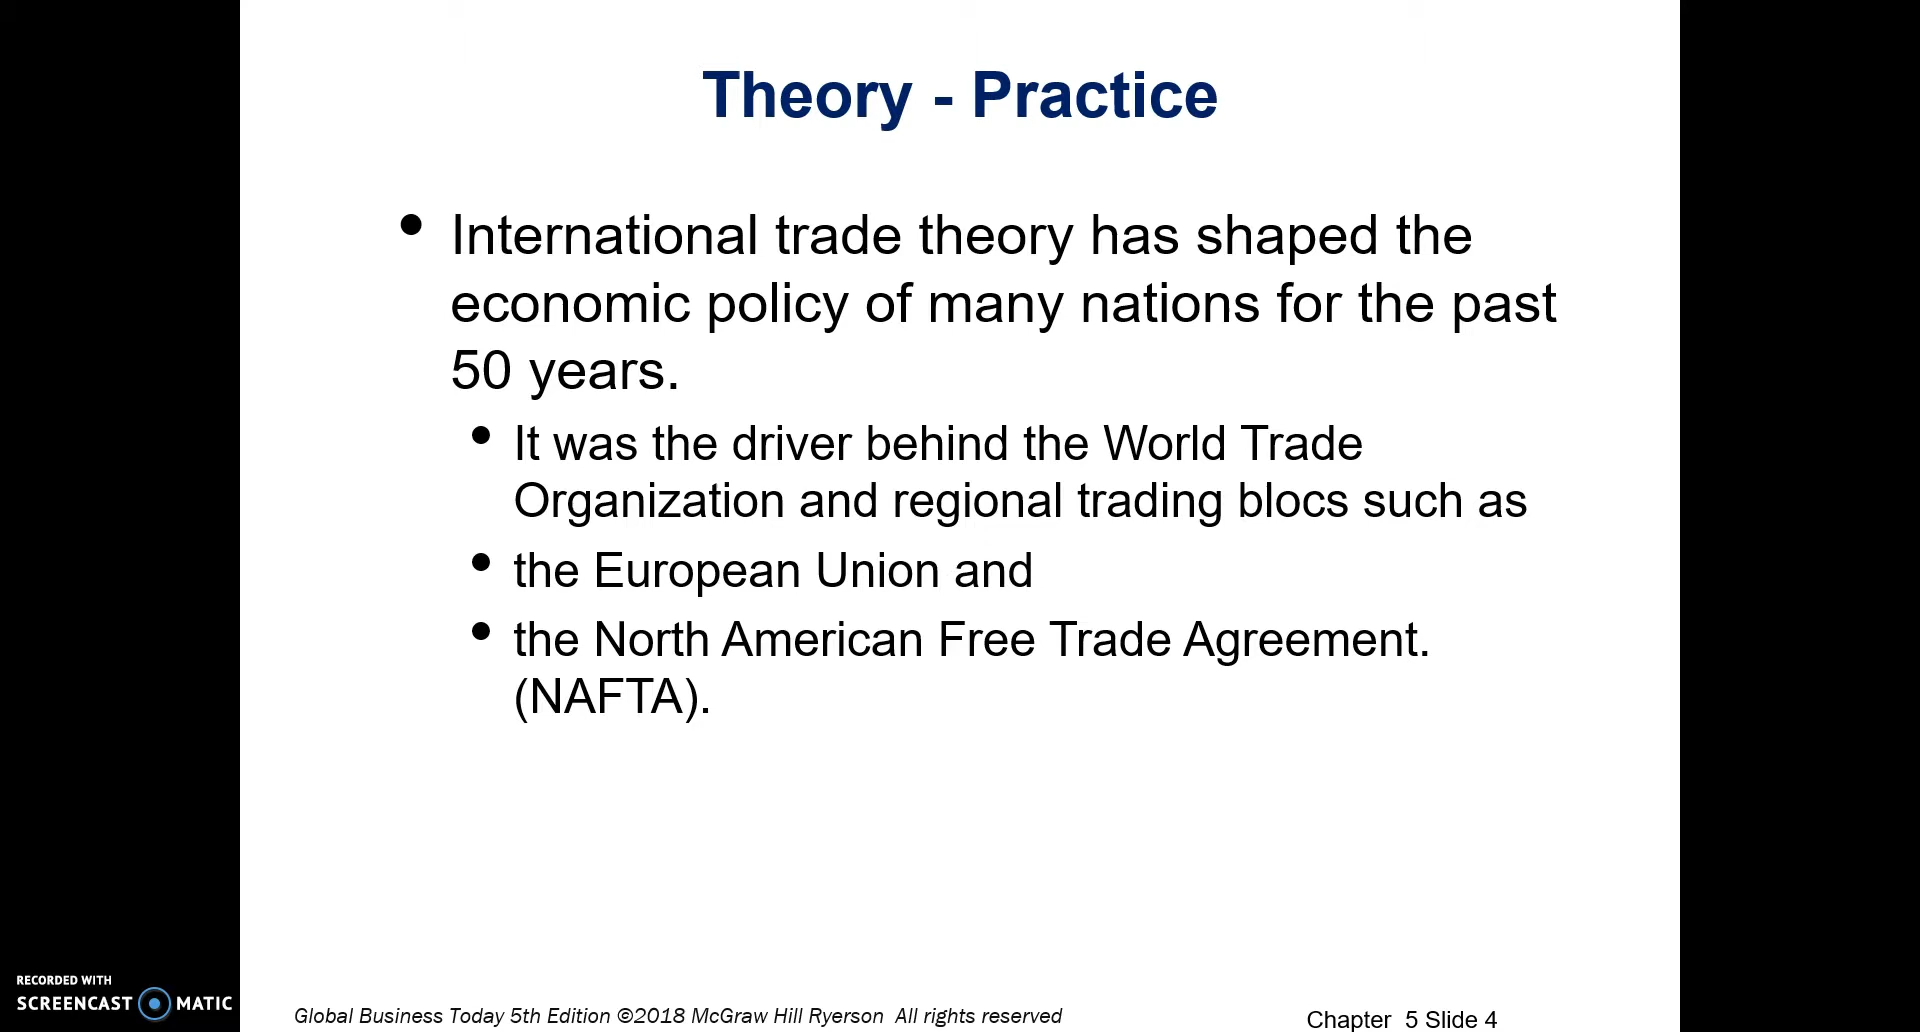 Theory - Practice
• International trade theory has shaped the
economic policy of many nations for the past
50 years.
• It was the driver behind the World Trade
Organization and regional trading blocs such as
• the European Union and
• the North American Free Trade Agreement.
(NAFTA).
RECORDED WITH
SCREENCAST MATIC
Global Business Today 5th Edition ©2018 McGraw Hill Ryerson All rights reserved
Chapter 5 Slide 4